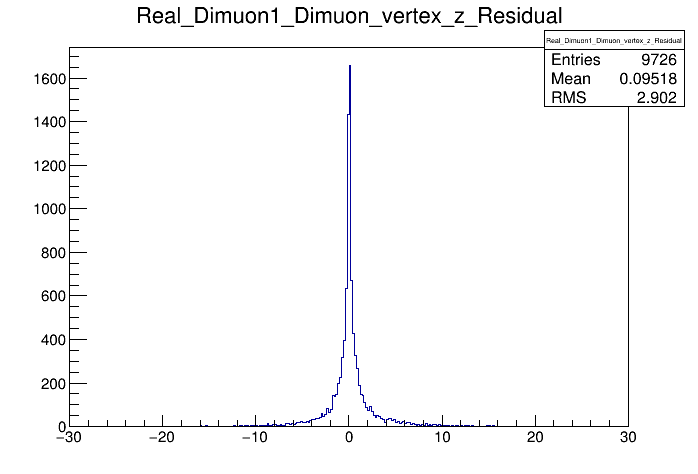 Real_Dimuon1_Dimuon_vertex_z_Residual
Real_Dimuon1_Dimuon_vertex_z_Residual
Entries 9726
Mean 0.09518
RMS 2.902
1600
1400
1200
1000
800
600
400
200
0
−30 −20 −10 0 10 20 30